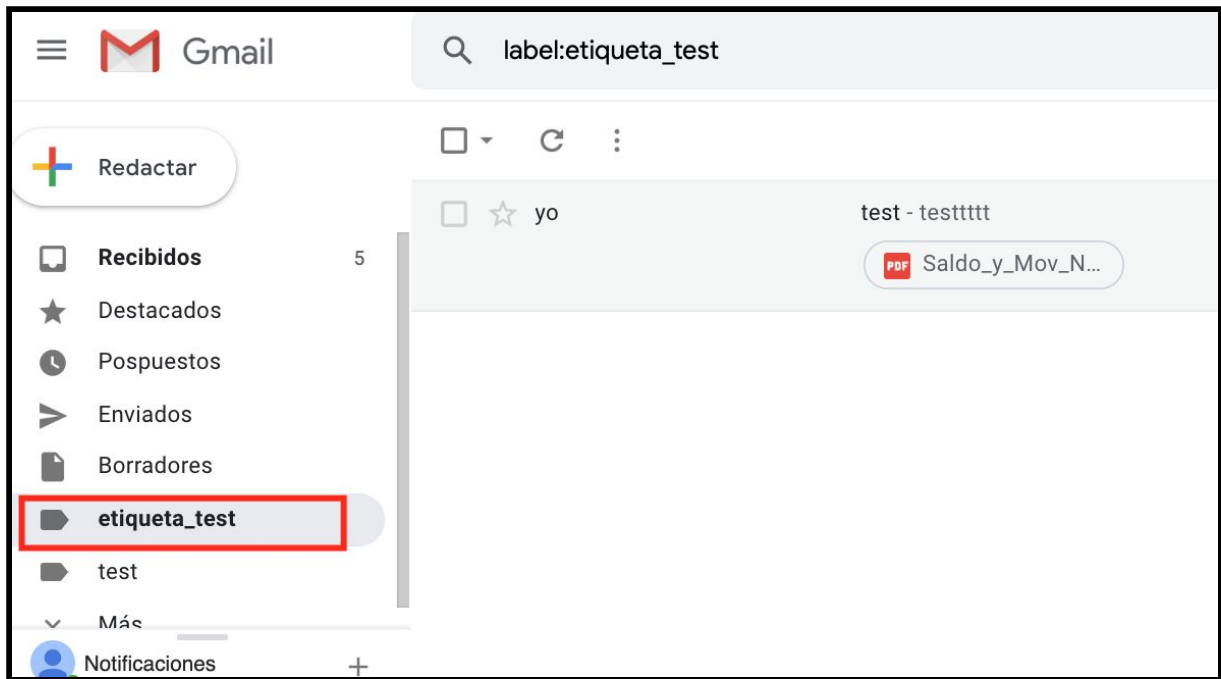 Gmail
label:etiqueta_test
Redactar
yo
test - testtttt
PDF Saldo_y_Mov_N...
Recibidos 5
Destacados
Pospuestos
Enviados
Borradores
etiqueta_test
test
Más
Notificaciones